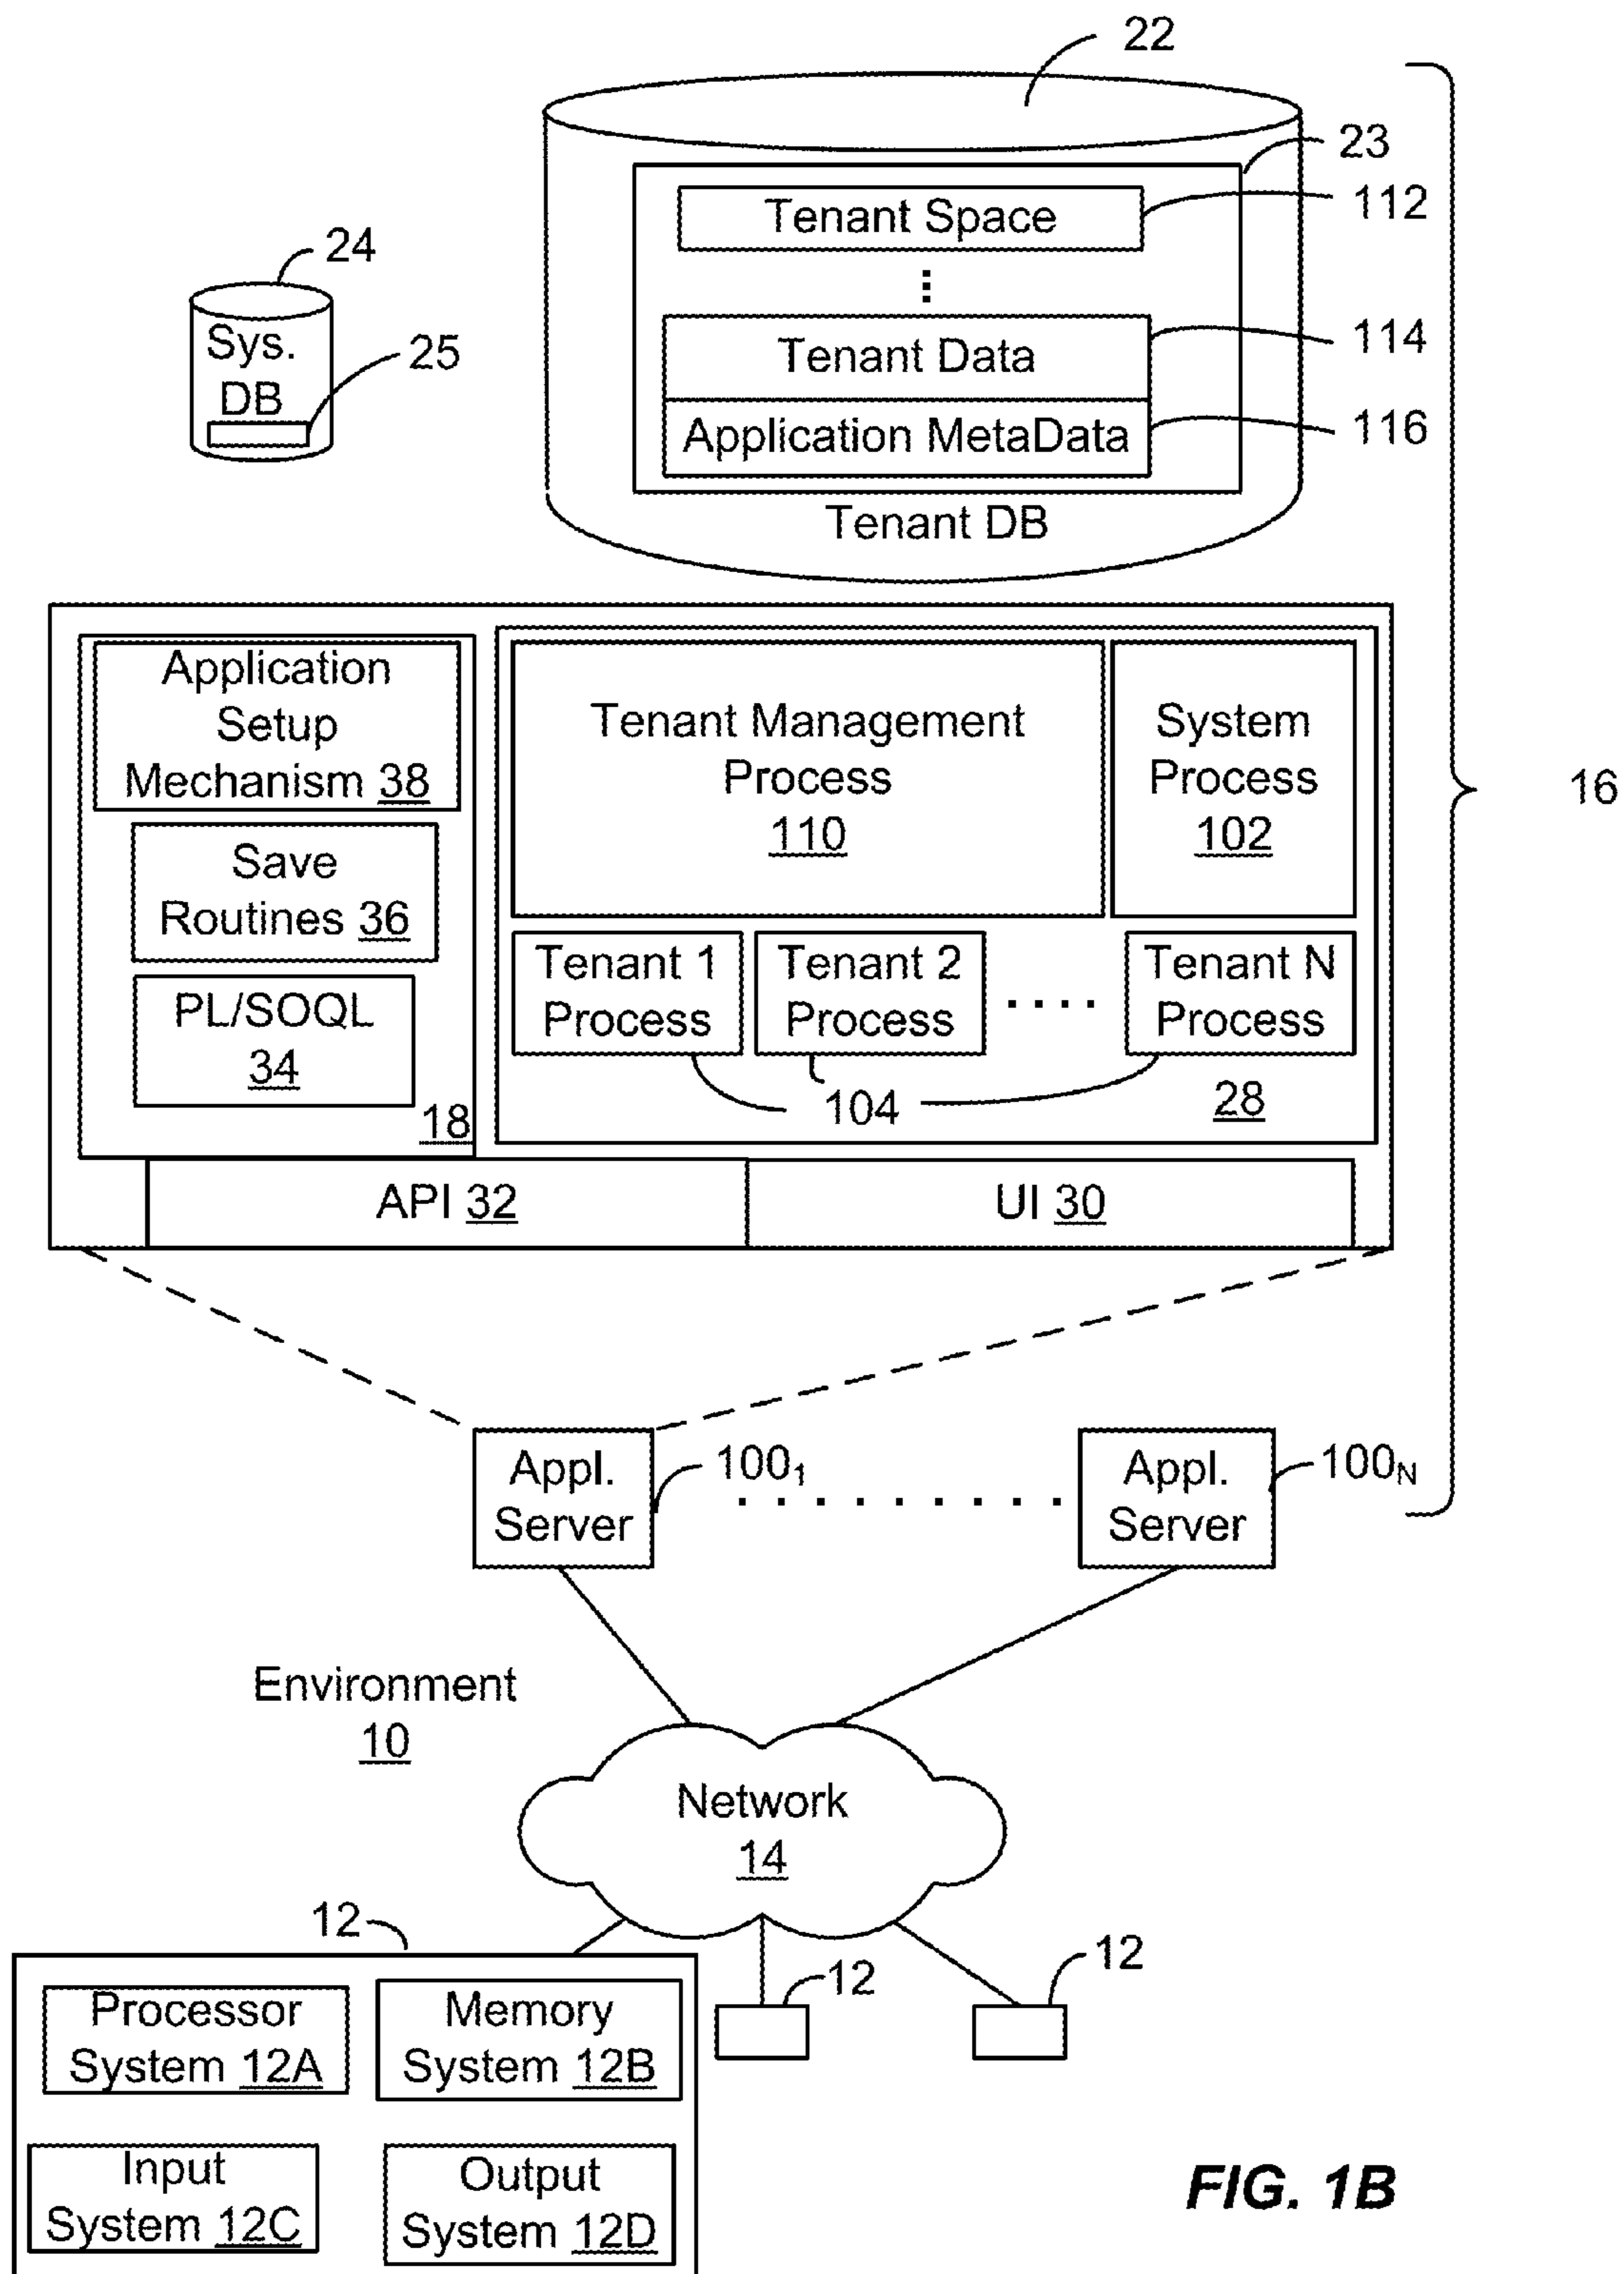 22
23
Tenant Space
112
24
Sys.
DB
25
Tenant Data
114
Application MetaData
116
Tenant DB
16
Application
Setup
Mechanism 38
Save
Routines 36
PL/SOQL
34
18
Tenant Management
Process
110
System
Process
102
Tenant 1
Process
Tenant 2
Process
Tenant N
Process
104
28
API 32
UI 30
Appl.
Server
100₁
Appl.
Server
100N
Environment
10
Network
14
12
12
12
Processor
System 12A
Memory
System 12B
Input
System 12C
Output
System 12D
FIG. 1B